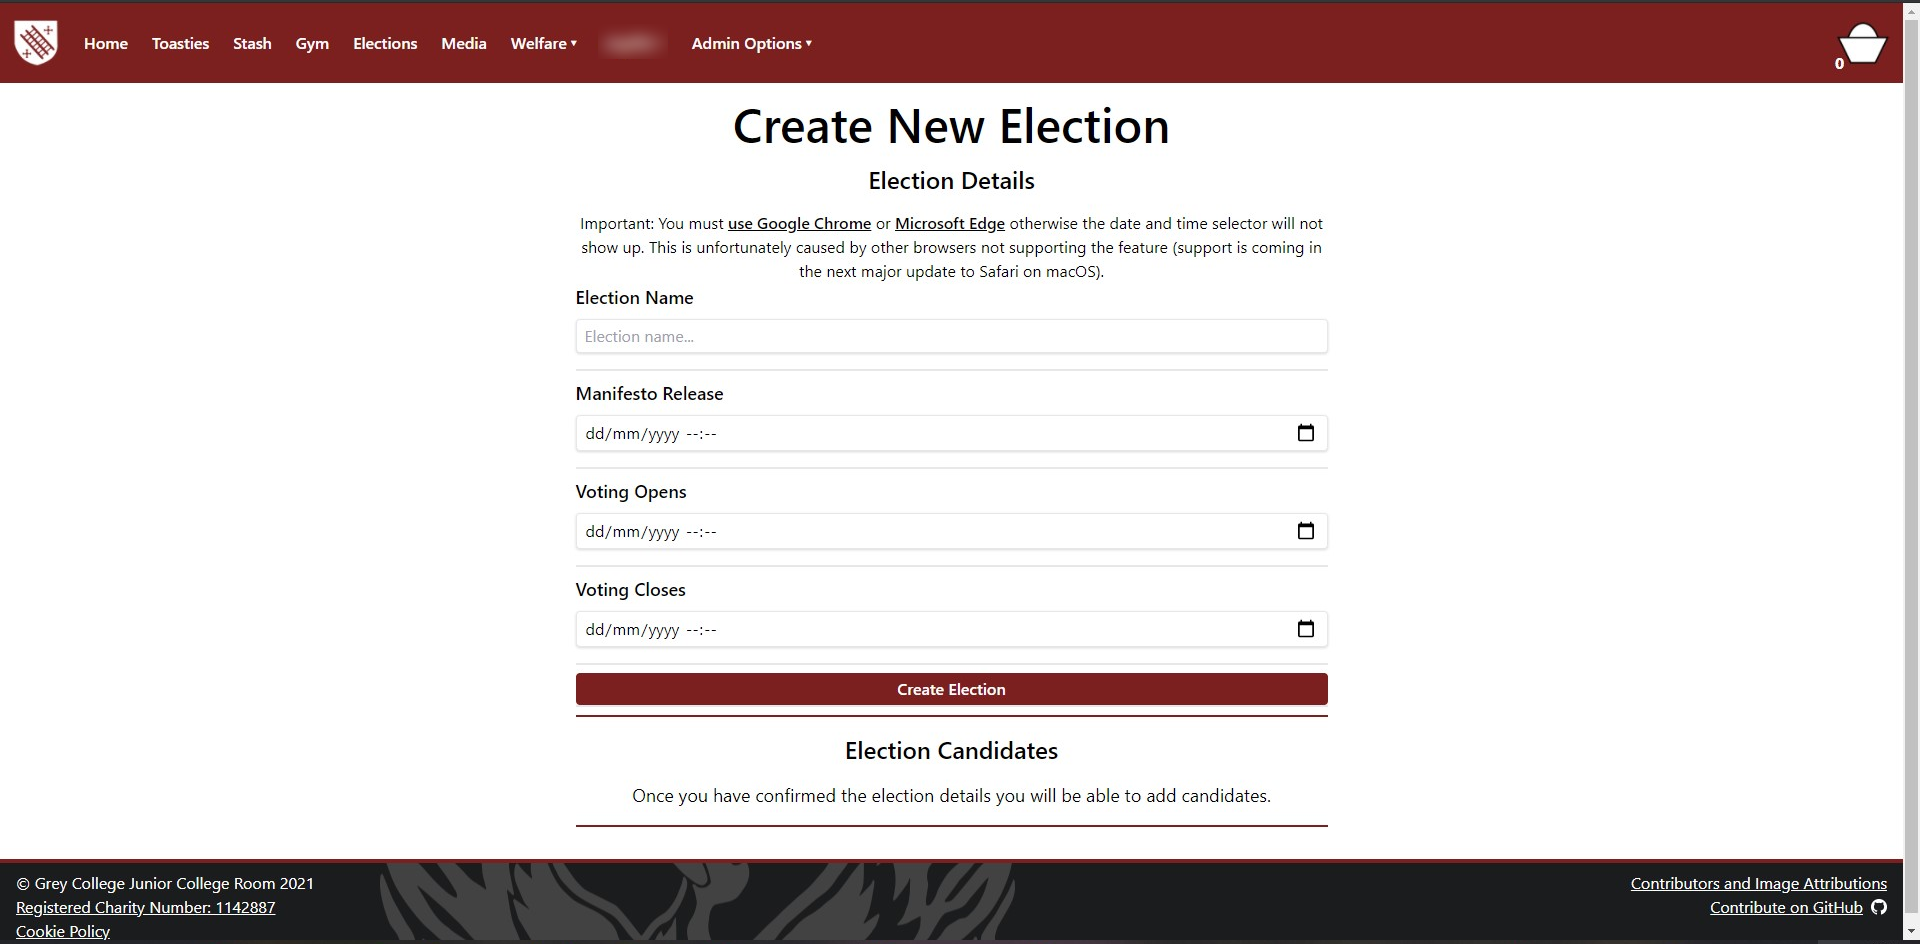 Home Toasties Stash Gym Elections Media Welfare▾ Admin Options▾
0
Create New Election
Election Details
Important: You must use Google Chrome or Microsoft Edge otherwise the date and time selector will not
show up. This is unfortunately caused by other browsers not supporting the feature (support is coming in
the next major update to Safari on macOS).
Election Name
Election name...
Manifesto Release
dd/mm/yyyy --:--
Voting Opens
dd/mm/yyyy --:--
Voting Closes
dd/mm/yyyy --:--
Create Election
Election Candidates
Once you have confirmed the election details you will be able to add candidates.
© Grey College Junior College Room 2021
Registered Charity Number: 1142887
Cookie Policy
Contributors and Image Attributions
Contribute on GitHub